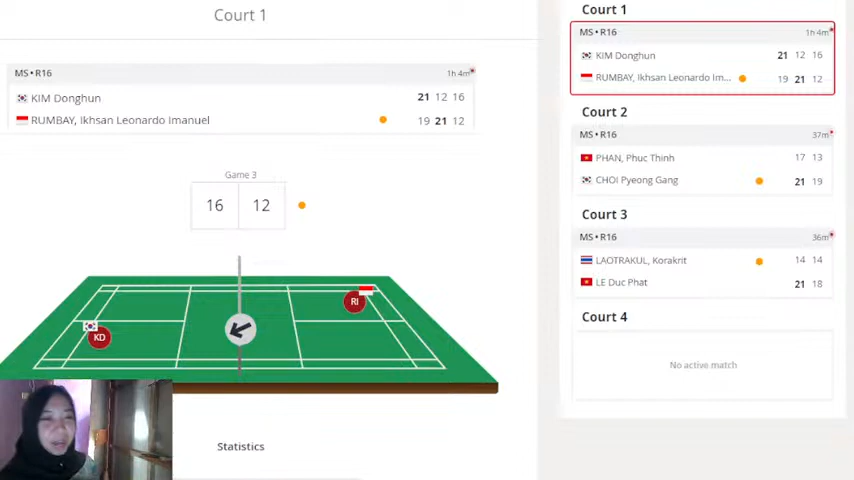 Court 1
MS • R16 1h 4m
KIM Donghun 21 12 16
RUMBAY, Ikhsan Leonardo Imanuel 19 21 12
Game 3
16 12
RI
KD
Statistics
Court 1
MS • R16 1h 4m
KIM Donghun 21 12 16
RUMBAY, Ikhsan Leonardo Im... 19 21 12
Court 2
MS • R16 37m
PHAN, Phuc Thinh 17 13
CHOI Pyeong Gang 21 19
Court 3
MS • R16 36m
LAOTRAKUL, Korakrit 14 14
LE Duc Phat 21 18
Court 4
No active match